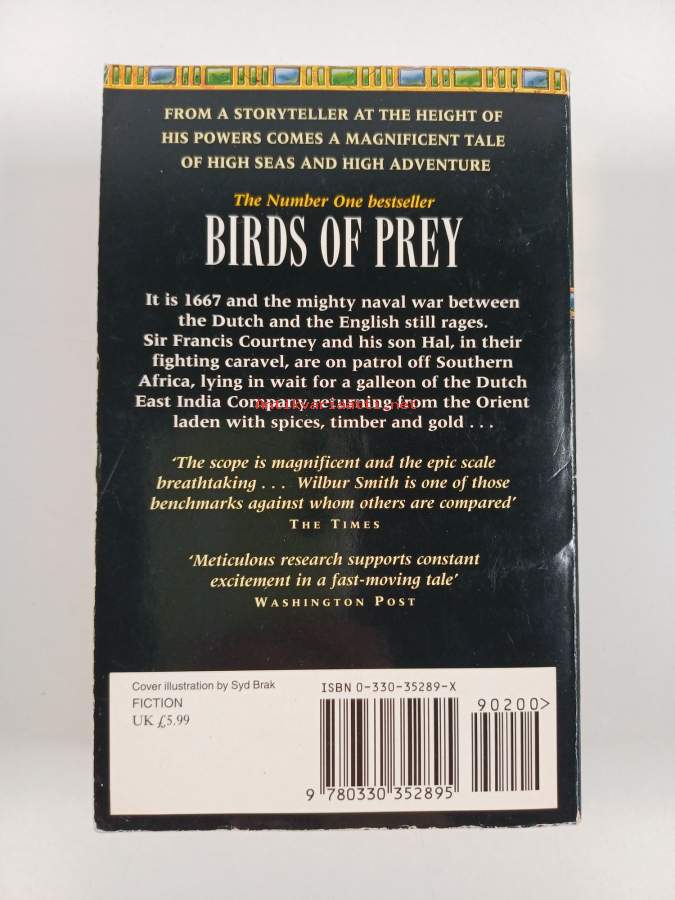 FROM A STORYTELLER AT THE HEIGHT OF
HIS POWERS COMES A MAGNIFICENT TALE
OF HIGH SEAS AND HIGH ADVENTURE
The Number One bestseller
BIRDS OF PREY
It is 1667 and the mighty naval war between
the Dutch and the English still rages.
Sir Francis Courtney and his son Hal, in their
fighting caravel, are on patrol off Southern
Africa, lying in wait for a galleon of the Dutch
East India Company returning from the Orient
Antikvariaatti.net
laden with spices, timber and gold . . .
‘The scope is magnificent and the epic scale
breathtaking . . . Wilbur Smith is one of those
benchmarks against whom others are compared’
THE TIMES
‘Meticulous research supports constant
excitement in a fast-moving tale’
WASHINGTON POST
Cover illustration by Syd Brak
FICTION
UK £5.99
ISBN 0-330-35289-X
90200>
9 780330 352895